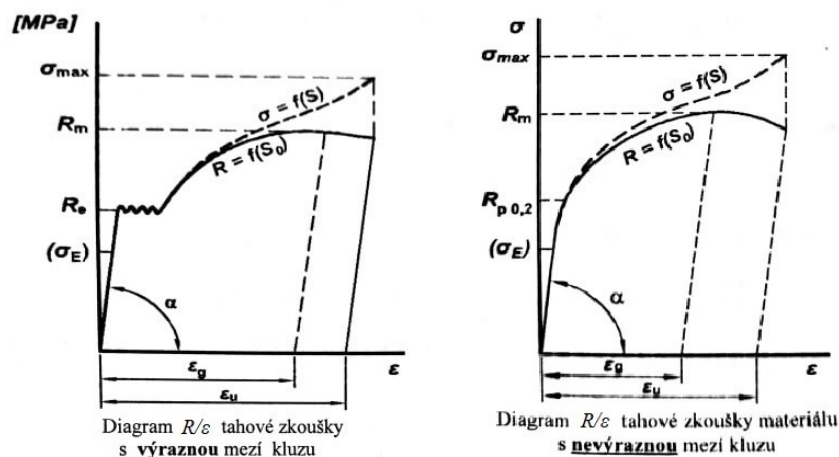 [MPa]
σmax
Rm
Re
(σE)
σ = f(S)
R = f(S0)
α
εg
ε
εu
Diagram R/ε tahové zkoušky
s výraznou mezí kluzu
σ
σmax
Rm
Rp 0,2
(σE)
σ = f(S)
R = f(S0)
α
εg
ε
εu
Diagram R/ε tahové zkoušky materiálu
s nevýraznou mezí kluzu